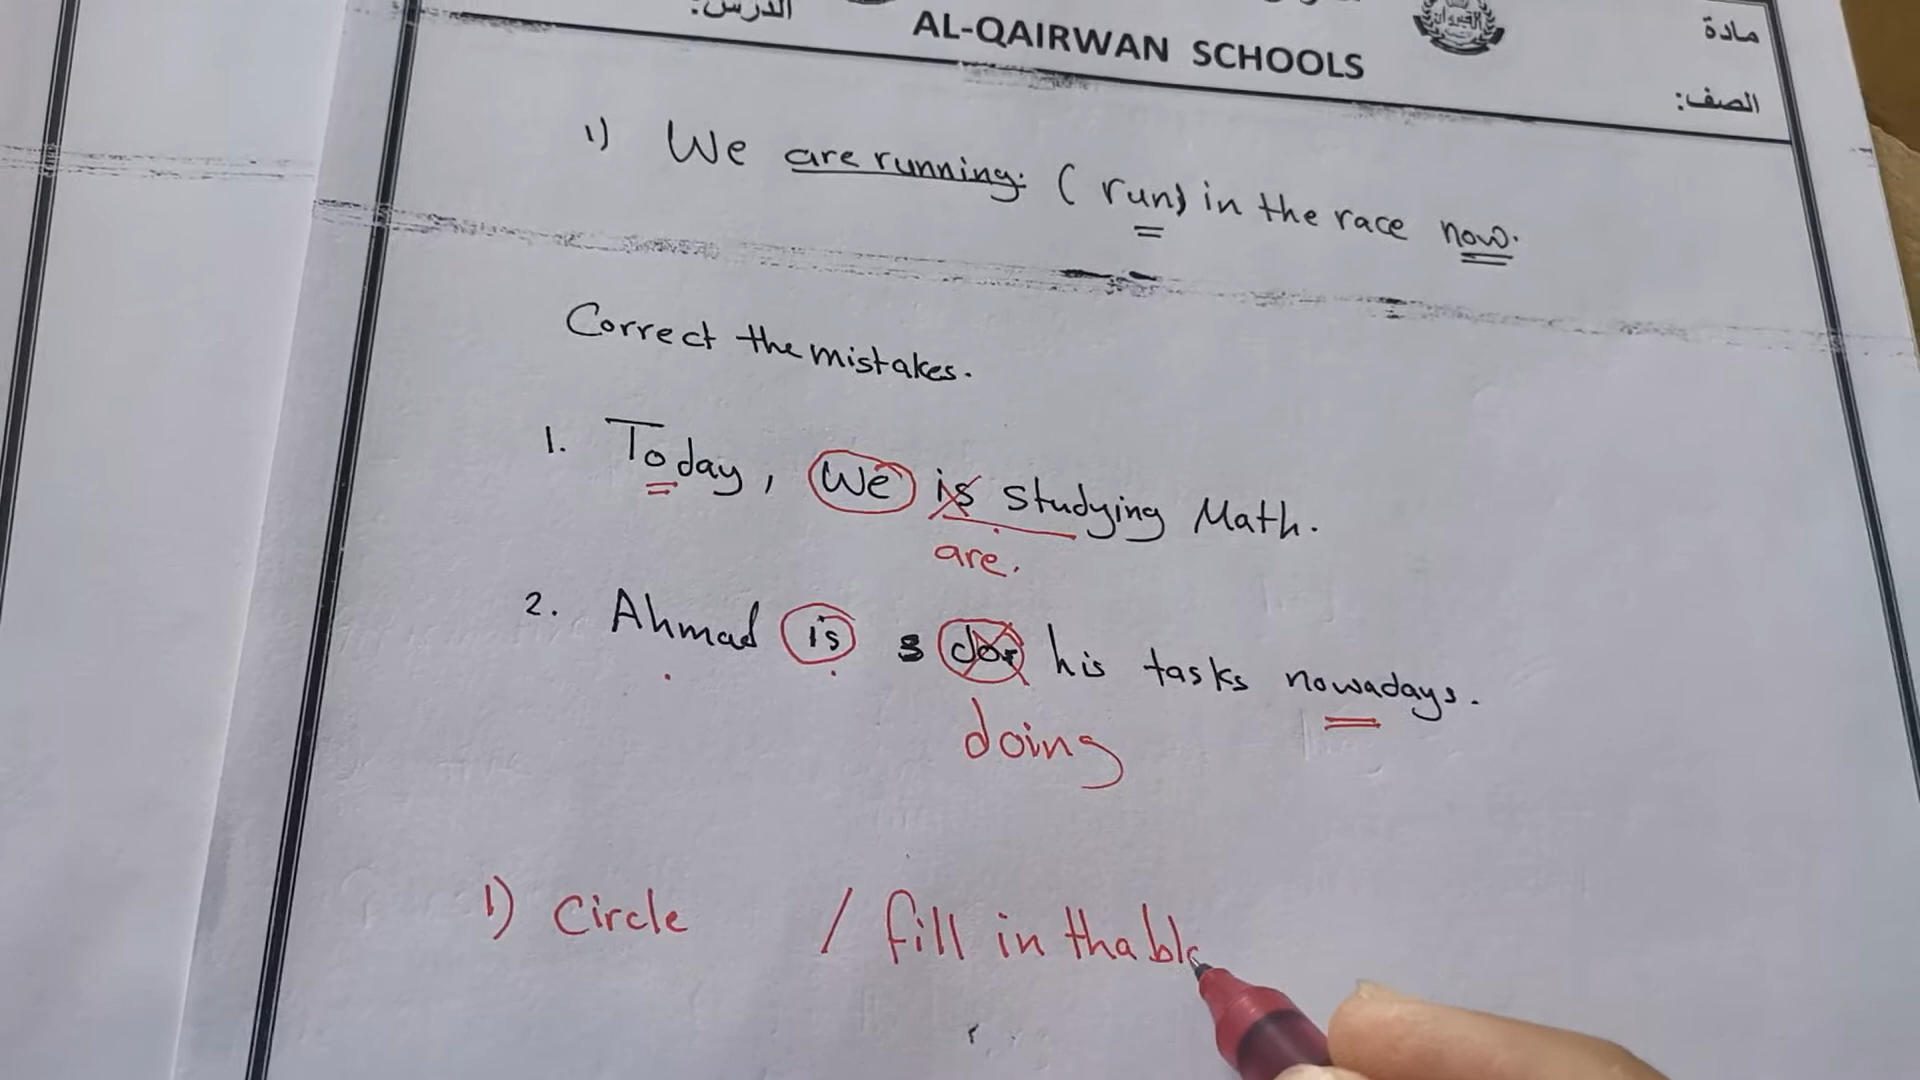 الدرس:
AL-QAIRWAN SCHOOLS
مادة
الصف:
القيروان
1) We are running. (run) in the race now.
Correct the mistakes.
1. Today, We is studying Math.
are.
2. Ahmad is do his tasks nowadays.
doing
1) Circle / fill in tha bla